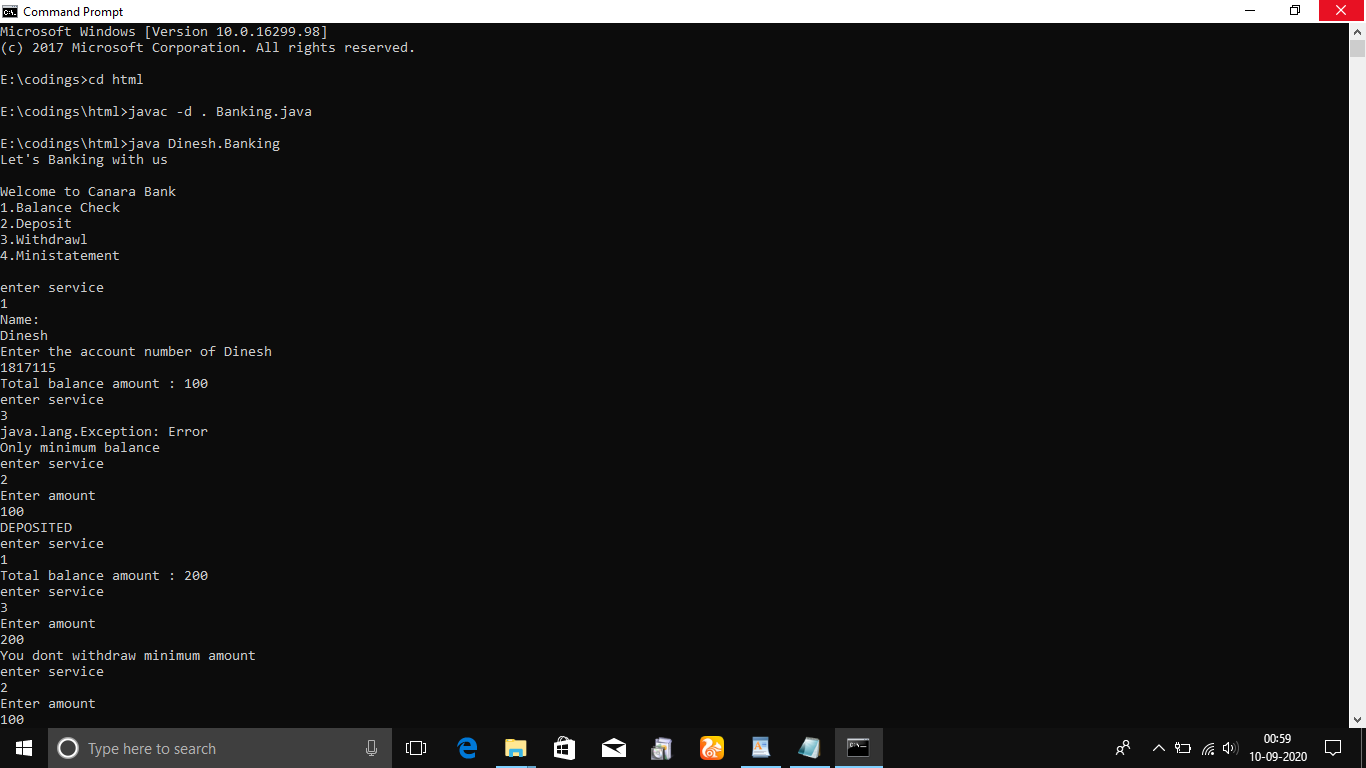 Command Prompt
Microsoft Windows [Version 10.0.16299.98]
(c) 2017 Microsoft Corporation. All rights reserved.
E:\codings>cd html
E:\codings\html>javac -d . Banking.java
E:\codings\html>java Dinesh.Banking
Let's Banking with us
Welcome to Canara Bank
1.Balance Check
2.Deposit
3.Withdrawl
4.Ministatement
enter service
1
Name:
Dinesh
Enter the account number of Dinesh
1817115
Total balance amount : 100
enter service
3
java.lang.Exception: Error
Only minimum balance
enter service
2
Enter amount
100
DEPOSITED
enter service
1
Total balance amount : 200
enter service
3
Enter amount
200
You dont withdraw minimum amount
enter service
2
Enter amount
100
Type here to search
00:59
10-09-2020